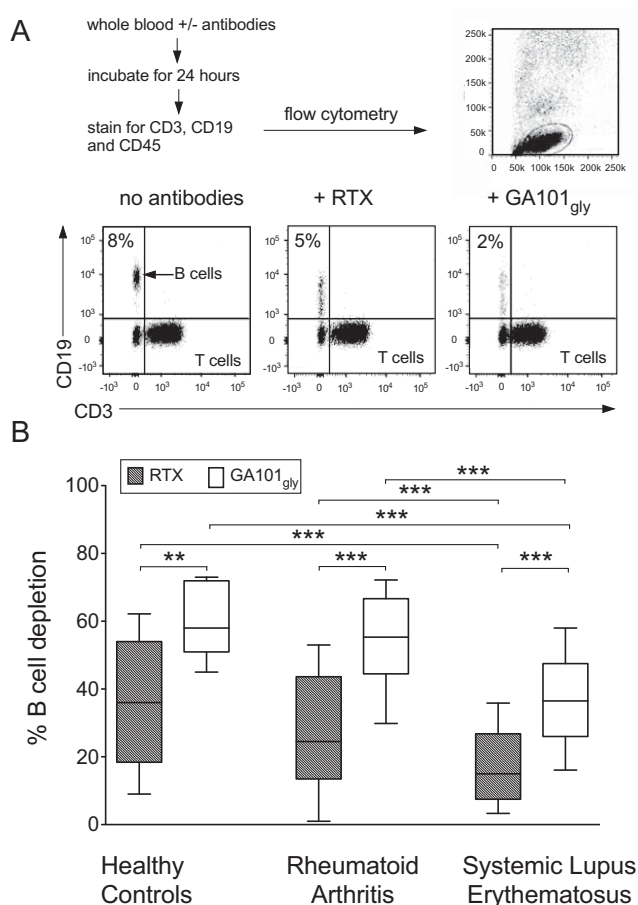 A
whole blood +/- antibodies
incubate for 24 hours
stain for CD3, CD19
and CD45
flow cytometry
250k
200k
150k
100k
50k
0
0 50k 100k 150k 200k 250k
no antibodies
+ RTX
+ GA101gly
8%
B cells
T cells
10⁵
10⁴
10³
0
-10³
-10³ 0 10³ 10⁴ 10⁵
5%
T cells
10⁵
10⁴
10³
0
-10³
-10³ 0 10³ 10⁴ 10⁵
2%
T cells
10⁵
10⁴
10³
0
-10³
-10³ 0 10³ 10⁴ 10⁵
CD19
CD3
B
RTX GA101gly
% B cell depletion
100
80
60
40
20
0
***
***
***
***
** *** ***
Healthy
Controls
Rheumatoid
Arthritis
Systemic Lupus
Erythematosus